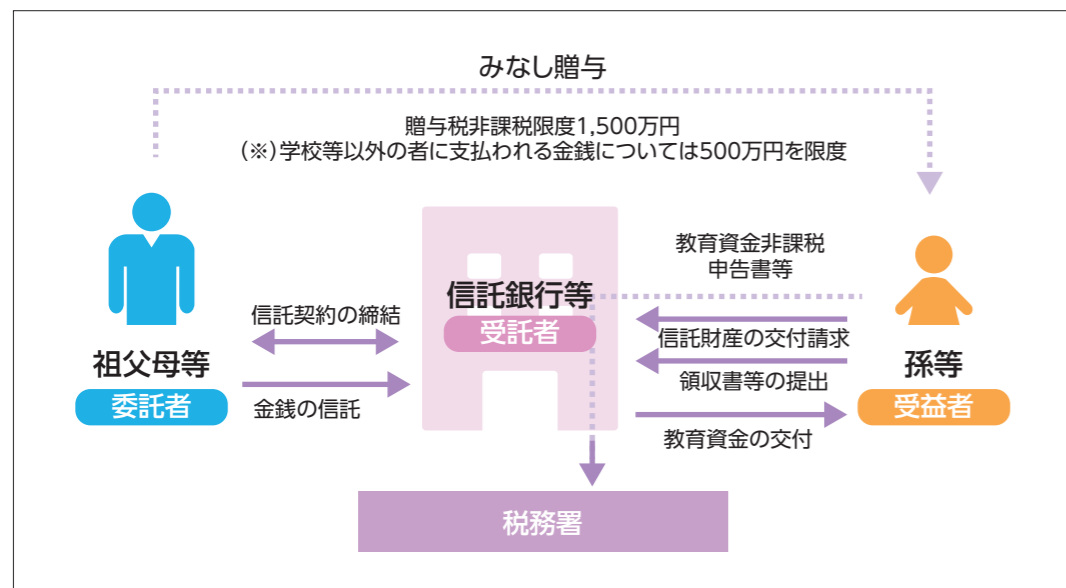 みなし贈与
贈与税非課税限度1,500万円
(※)学校等以外の者に支払われる金銭については500万円を限度
教育資金非課税
申告書等
信託銀行等
受託者
信託契約の締結
信託財産の交付請求
祖父母等
委託者
金銭の信託
領収書等の提出
孫等
受益者
教育資金の交付
税務署